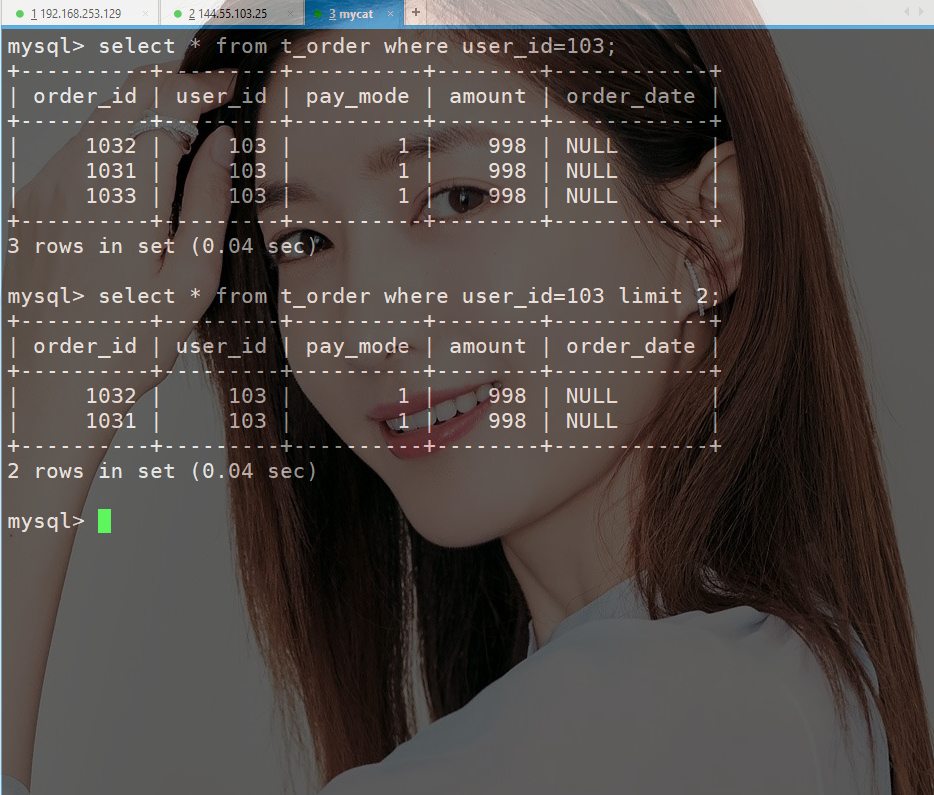 1 192.168.253.129 × 2 144.55.103.25 × 3 mycat × +
mysql> select * from t_order where user_id=103;
+----------+---------+----------+--------+------------+
| order_id | user_id | pay_mode | amount | order_date |
+----------+---------+----------+--------+------------+
|     1032 |     103 |        1 |    998 | NULL       |
|     1031 |     103 |        1 |    998 | NULL       |
|     1033 |     103 |        1 |    998 | NULL       |
+----------+---------+----------+--------+------------+
3 rows in set (0.04 sec)
mysql> select * from t_order where user_id=103 limit 2;
+----------+---------+----------+--------+------------+
| order_id | user_id | pay_mode | amount | order_date |
+----------+---------+----------+--------+------------+
|     1032 |     103 |        1 |    998 | NULL       |
|     1031 |     103 |        1 |    998 | NULL       |
+----------+---------+----------+--------+------------+
2 rows in set (0.04 sec)
mysql>